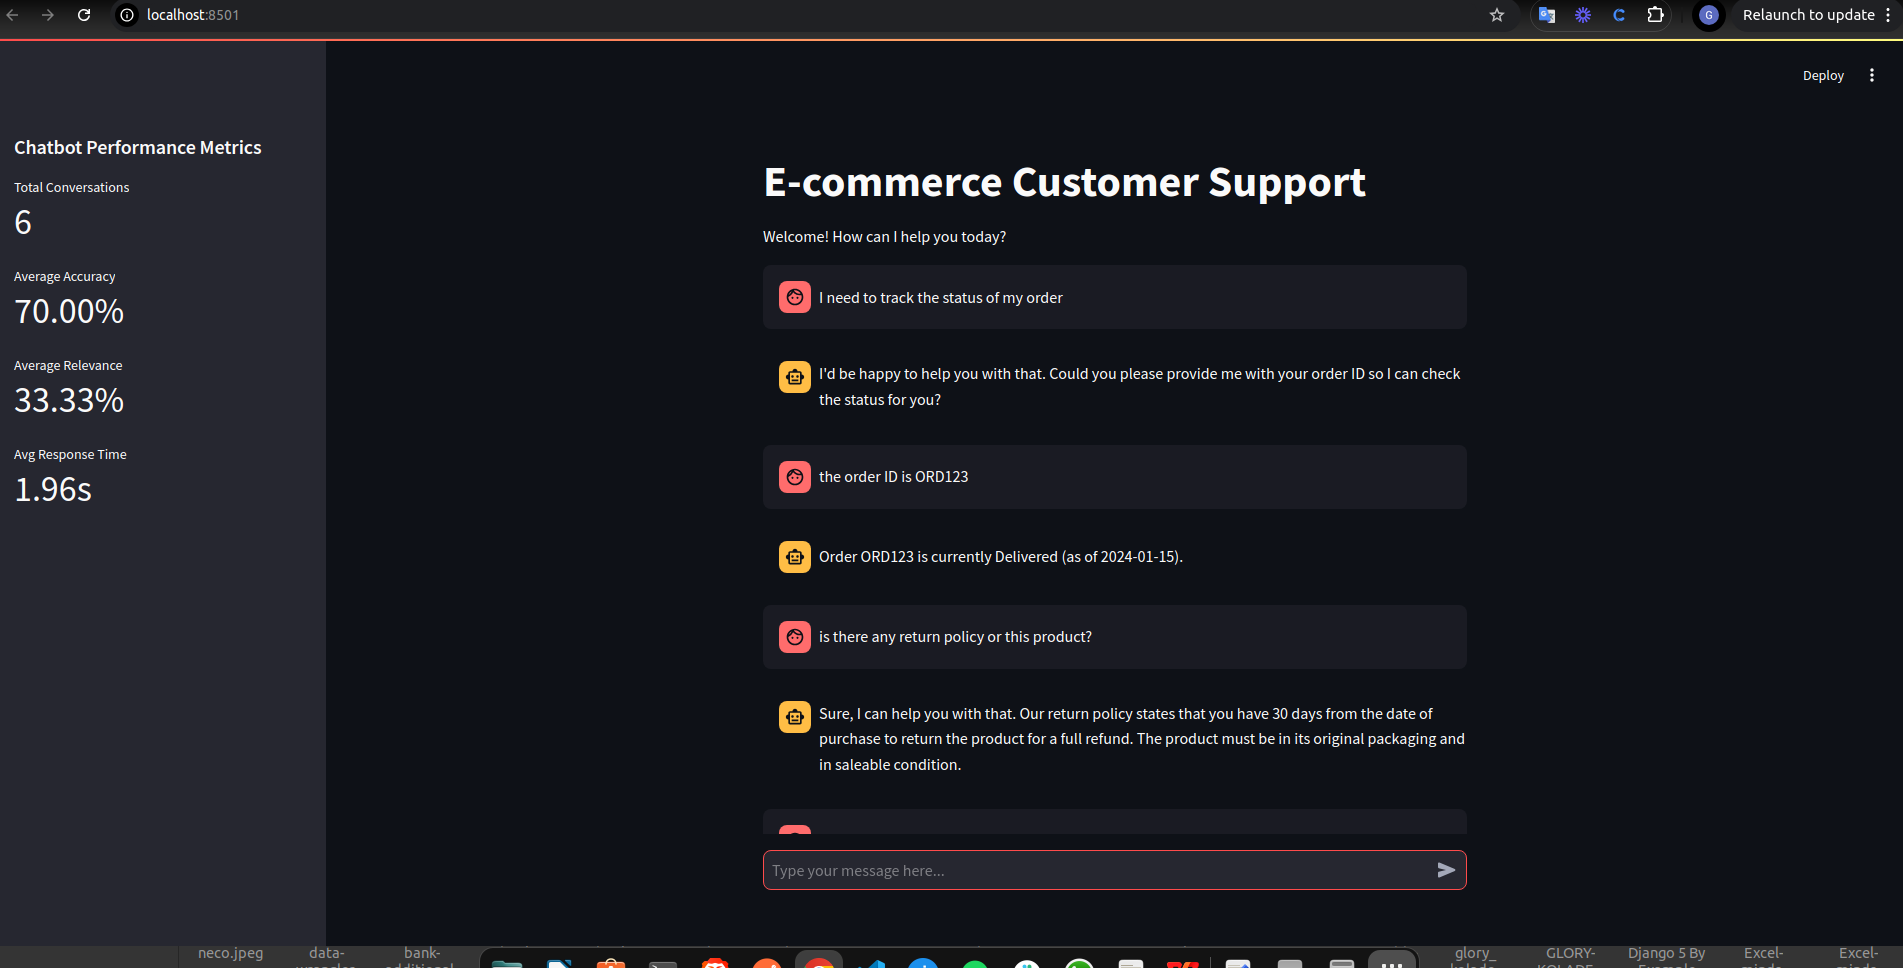 localhost:8501
G
Relaunch to update
Deploy
Chatbot Performance Metrics
Total Conversations
6
Average Accuracy
70.00%
Average Relevance
33.33%
Avg Response Time
1.96s
E-commerce Customer Support
Welcome! How can I help you today?
I need to track the status of my order
I'd be happy to help you with that. Could you please provide me with your order ID so I can check
the status for you?
the order ID is ORD123
Order ORD123 is currently Delivered (as of 2024-01-15).
is there any return policy or this product?
Sure, I can help you with that. Our return policy states that you have 30 days from the date of
purchase to return the product for a full refund. The product must be in its original packaging and
in saleable condition.
Type your message here...
neco.jpeg
data-
bank-
glory_
GLORY-
Django 5 By
Excel-
Excel-